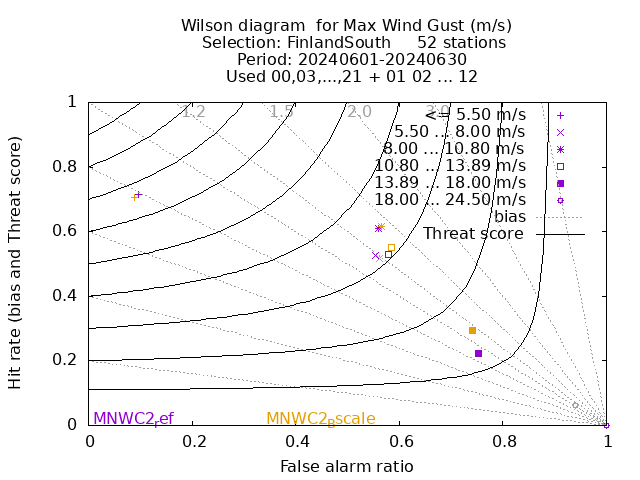 Wilson diagram  for Max Wind Gust (m/s)
Selection: FinlandSouth     52 stations
Period: 20240601-20240630
Used 00,03,...,21 + 01 02 ... 12
Hit rate (bias and Threat score)
1
0.8
0.6
0.4
0.2
0
1.2 1.5 2.0 3.0
<= 5.50 m/s
5.50 ... 8.00 m/s
8.00 ... 10.80 m/s
10.80 ... 13.89 m/s
13.89 ... 18.00 m/s
18.00 ... 24.50 m/s
bias
Threat score
MNWC2ref MNWC2Bscale
0 0.2 0.4 0.6 0.8 1
False alarm ratio